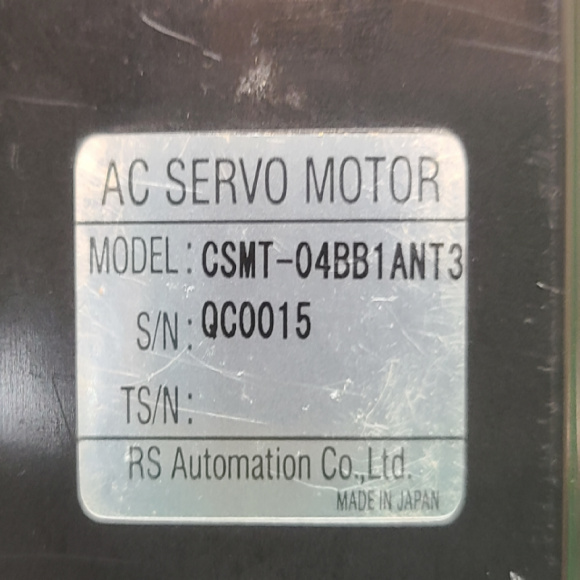 AC SERVO MOTOR
MODEL: CSMT-04BB1ANT3
S/N: QC0015
TS/N:
RS Automation Co.,Ltd.
MADE IN JAPAN